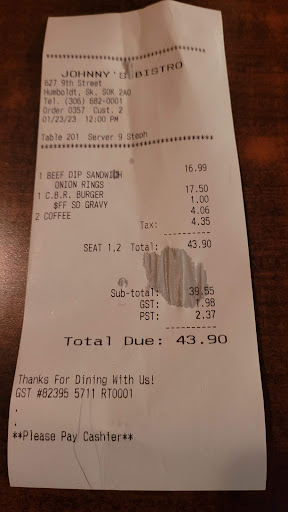 ********************************
JOHNNY'S BISTRO
627 9th Street
Humboldt, Sk. S0K 2A0
Tel. (306) 682-0001
Order 0357 Cust. 2
01/23/23 12:00 PM
Table 201 Server 9 Steph
********************************
1 BEEF DIP SANDWICH 16.99
ONION RINGS
1 C.B.R. BURGER 17.50
$FF SD GRAVY 1.00
2 COFFEE 4.06
Tax: 4.35
-----------
SEAT 1,2 Total: 43.90
Sub-total: 39.55
GST: 1.98
PST: 2.37
-----------
Total Due: 43.90
Thanks For Dining With Us!
GST #82395 5711 RT0001
.
.
**Please Pay Cashier**